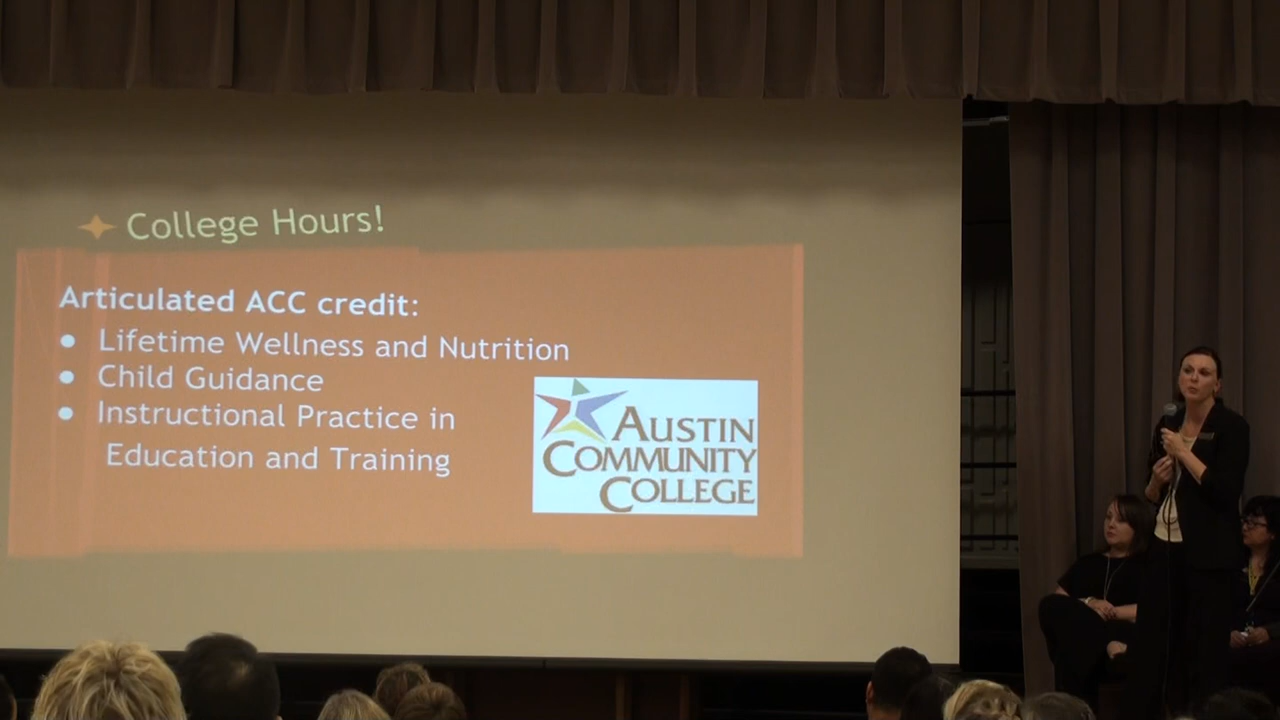 College Hours!
Articulated ACC credit:
● Lifetime Wellness and Nutrition
● Child Guidance
● Instructional Practice in
Education and Training
AUSTIN
COMMUNITY
COLLEGE